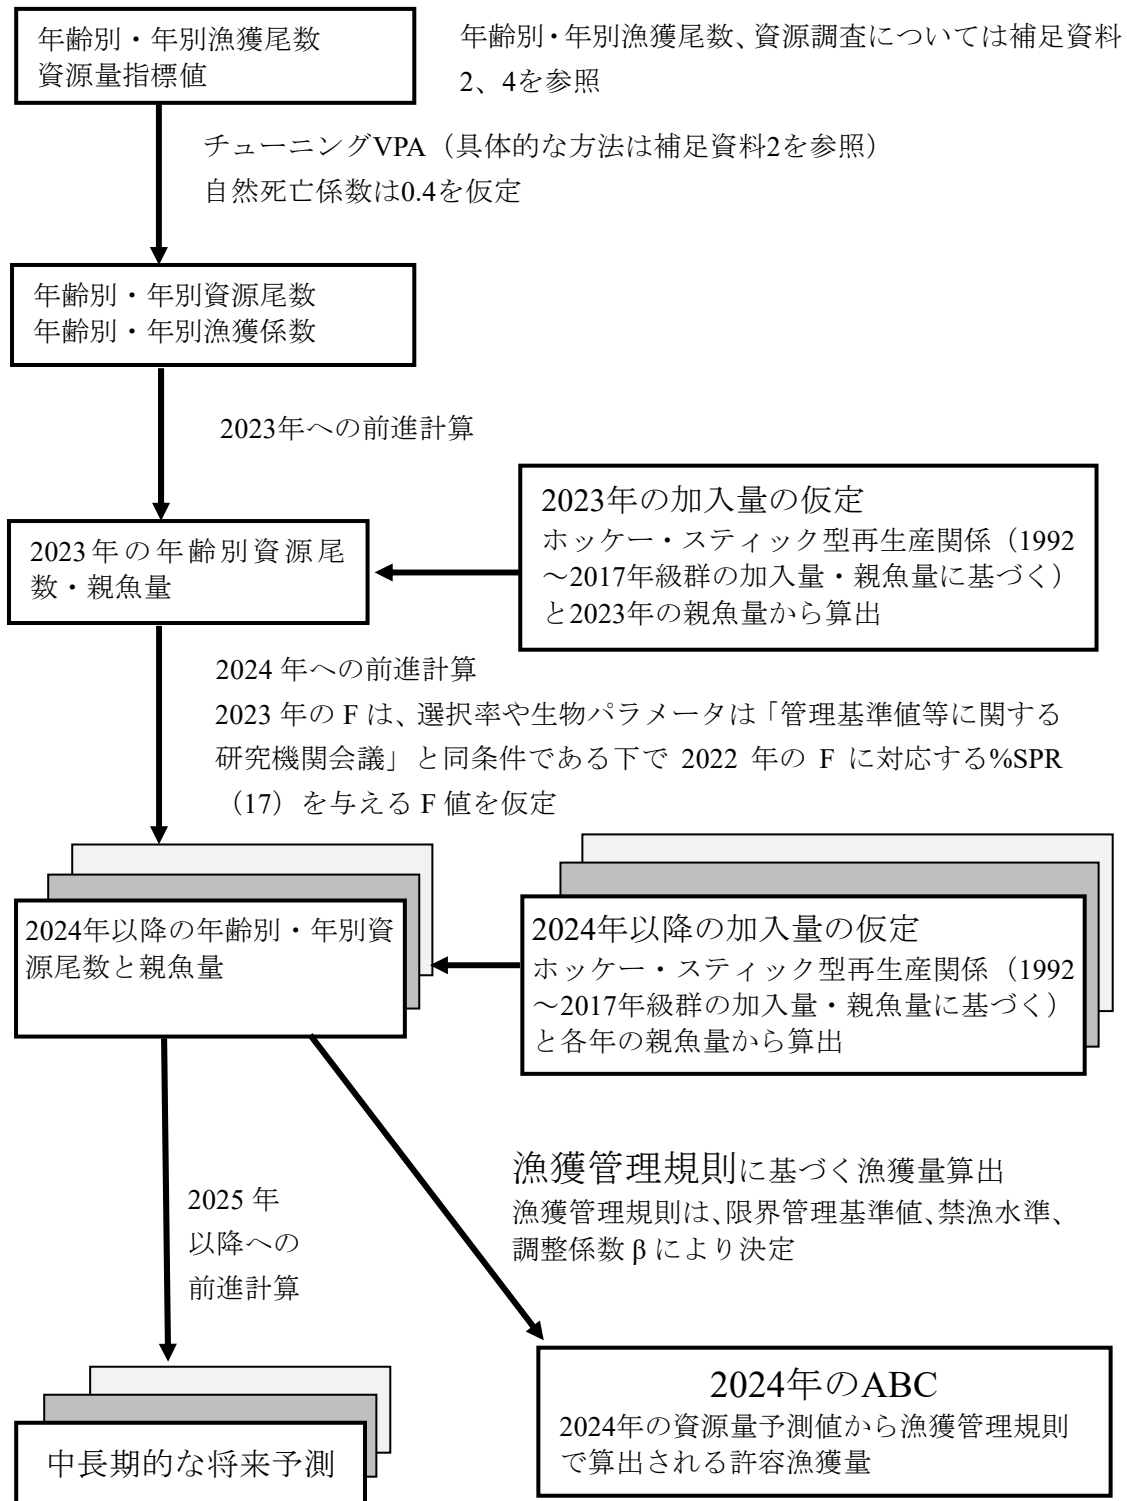 年齢別・年別漁獲尾数
資源量指標値
年齢別・年別漁獲尾数、資源調査については補足資料
2、4を参照
チューニングVPA（具体的な方法は補足資料2を参照）
自然死亡係数は0.4を仮定
年齢別・年別資源尾数
年齢別・年別漁獲係数
2023年への前進計算
2023年の加入量の仮定
ホッケー・スティック型再生産関係（1992
～2017年級群の加入量・親魚量に基づく）
と2023年の親魚量から算出
2023年の年齢別資源尾
数・親魚量
2024 年への前進計算
2023 年の F は、選択率や生物パラメータは「管理基準値等に関する
研究機関会議」と同条件である下で 2022 年の F に対応する%SPR
（17）を与える F 値を仮定
2024年以降の年齢別・年別資
源尾数と親魚量
2024年以降の加入量の仮定
ホッケー・スティック型再生産関係（1992
～2017年級群の加入量・親魚量に基づく）
と各年の親魚量から算出
漁獲管理規則に基づく漁獲量算出
漁獲管理規則は、限界管理基準値、禁漁水準、
調整係数 β により決定
2025 年
以降への
前進計算
中長期的な将来予測
2024年のABC
2024年の資源量予測値から漁獲管理規則
で算出される許容漁獲量